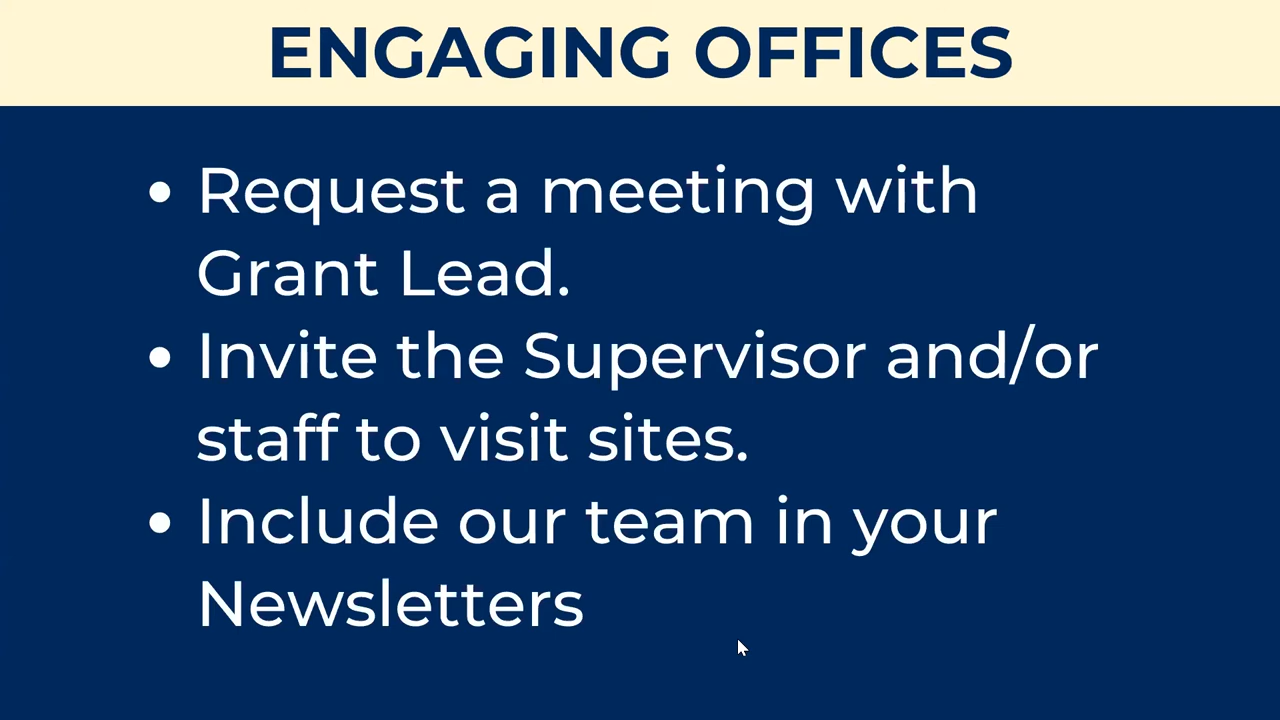 ENGAGING OFFICES
• Request a meeting with
Grant Lead.
• Invite the Supervisor and/or
staff to visit sites.
• Include our team in your
Newsletters